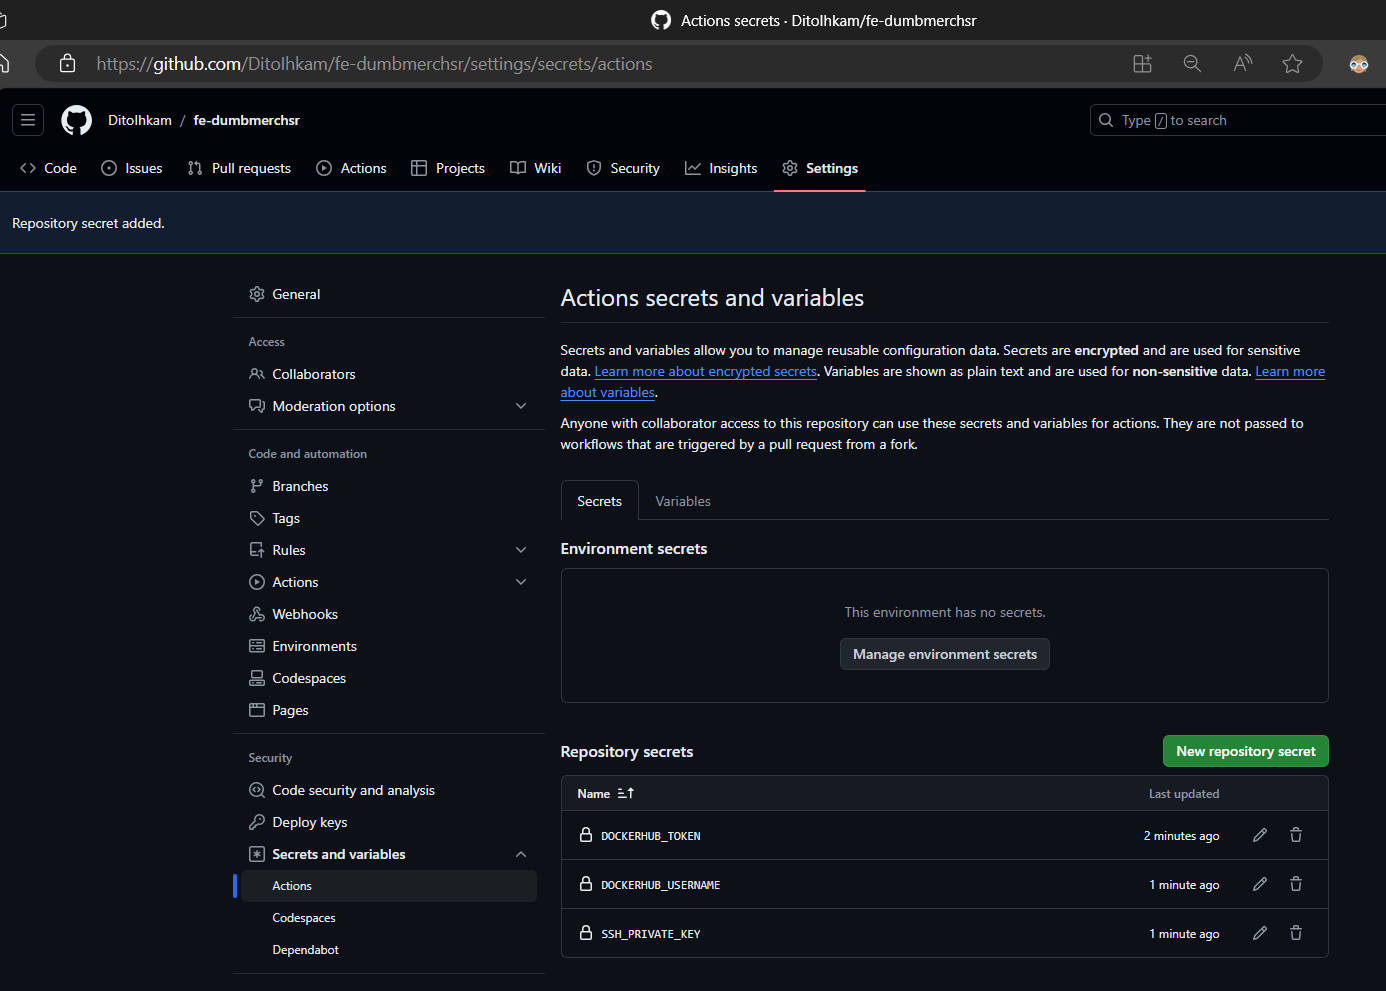 Actions secrets · DitoIhkam/fe-dumbmerchsr
https://github.com/DitoIhkam/fe-dumbmerchsr/settings/secrets/actions
DitoIhkam / fe-dumbmerchsr
Type / to search
Code Issues Pull requests Actions Projects Wiki Security Insights Settings
Repository secret added.
General
Access
Collaborators
Moderation options
Code and automation
Branches
Tags
Rules
Actions
Webhooks
Environments
Codespaces
Pages
Security
Code security and analysis
Deploy keys
Secrets and variables
Actions
Codespaces
Dependabot
Actions secrets and variables
Secrets and variables allow you to manage reusable configuration data. Secrets are encrypted and are used for sensitive
data. Learn more about encrypted secrets. Variables are shown as plain text and are used for non-sensitive data. Learn more
about variables.
Anyone with collaborator access to this repository can use these secrets and variables for actions. They are not passed to
workflows that are triggered by a pull request from a fork.
Secrets Variables
Environment secrets
This environment has no secrets.
Manage environment secrets
Repository secrets
New repository secret
Name Last updated
DOCKERHUB_TOKEN 2 minutes ago
DOCKERHUB_USERNAME 1 minute ago
SSH_PRIVATE_KEY 1 minute ago